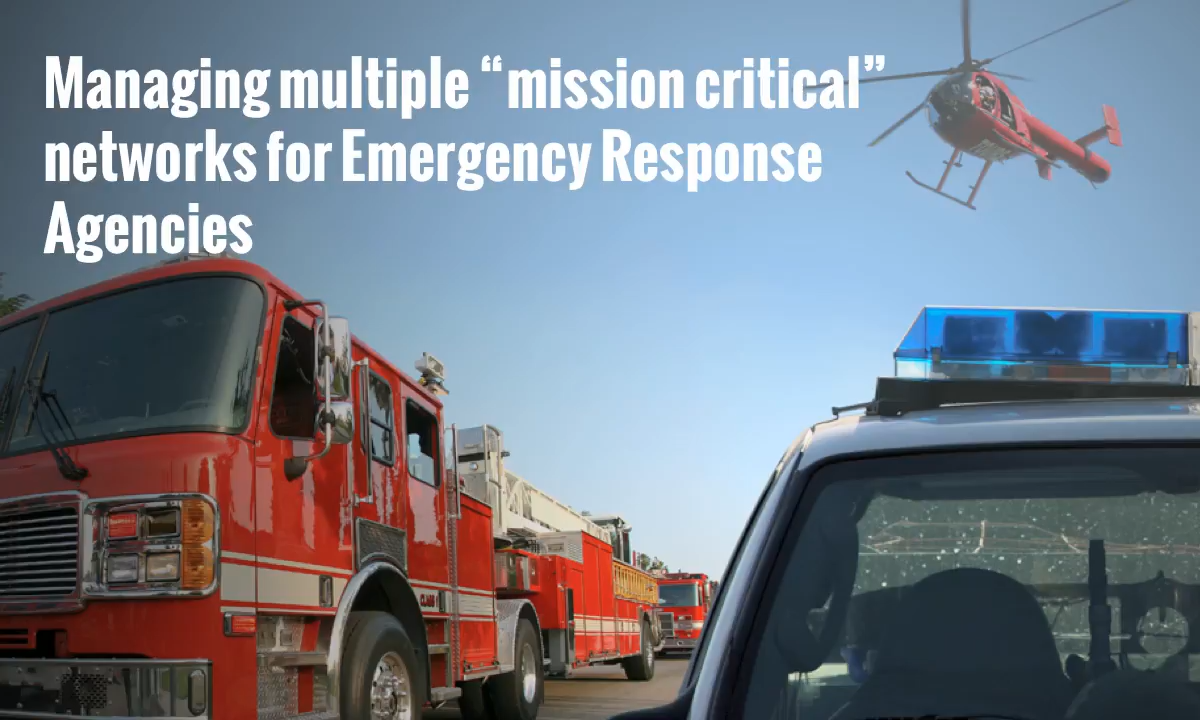 Managing multiple “mission critical”
networks for Emergency Response
Agencies